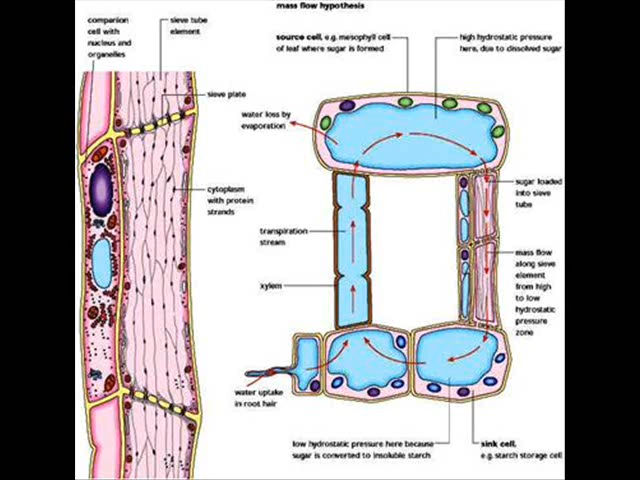 mass flow hypothesis
companion
cell with
nucleus and
organelles
sieve tube
element
source cell, e.g. mesophyll cell
of leaf where sugar is formed
high hydrostatic pressure
here, due to dissolved sugar
sieve plate
water loss by
evaporation
cytoplasm
with protein
strands
sugar loaded
into sieve
tube
transpiration
stream
mass flow
along sieve
element
from high
to low
hydrostatic
pressure
zone
xylem
water uptake
in root hair
low hydrostatic pressure here because
sugar is converted to insoluble starch
sink cell,
e.g. starch storage cell